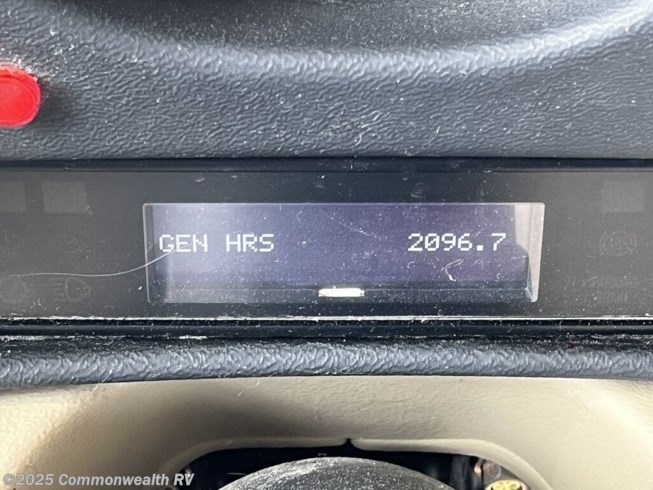 GEN HRS 2096.7
©2025 Commonwealth RV